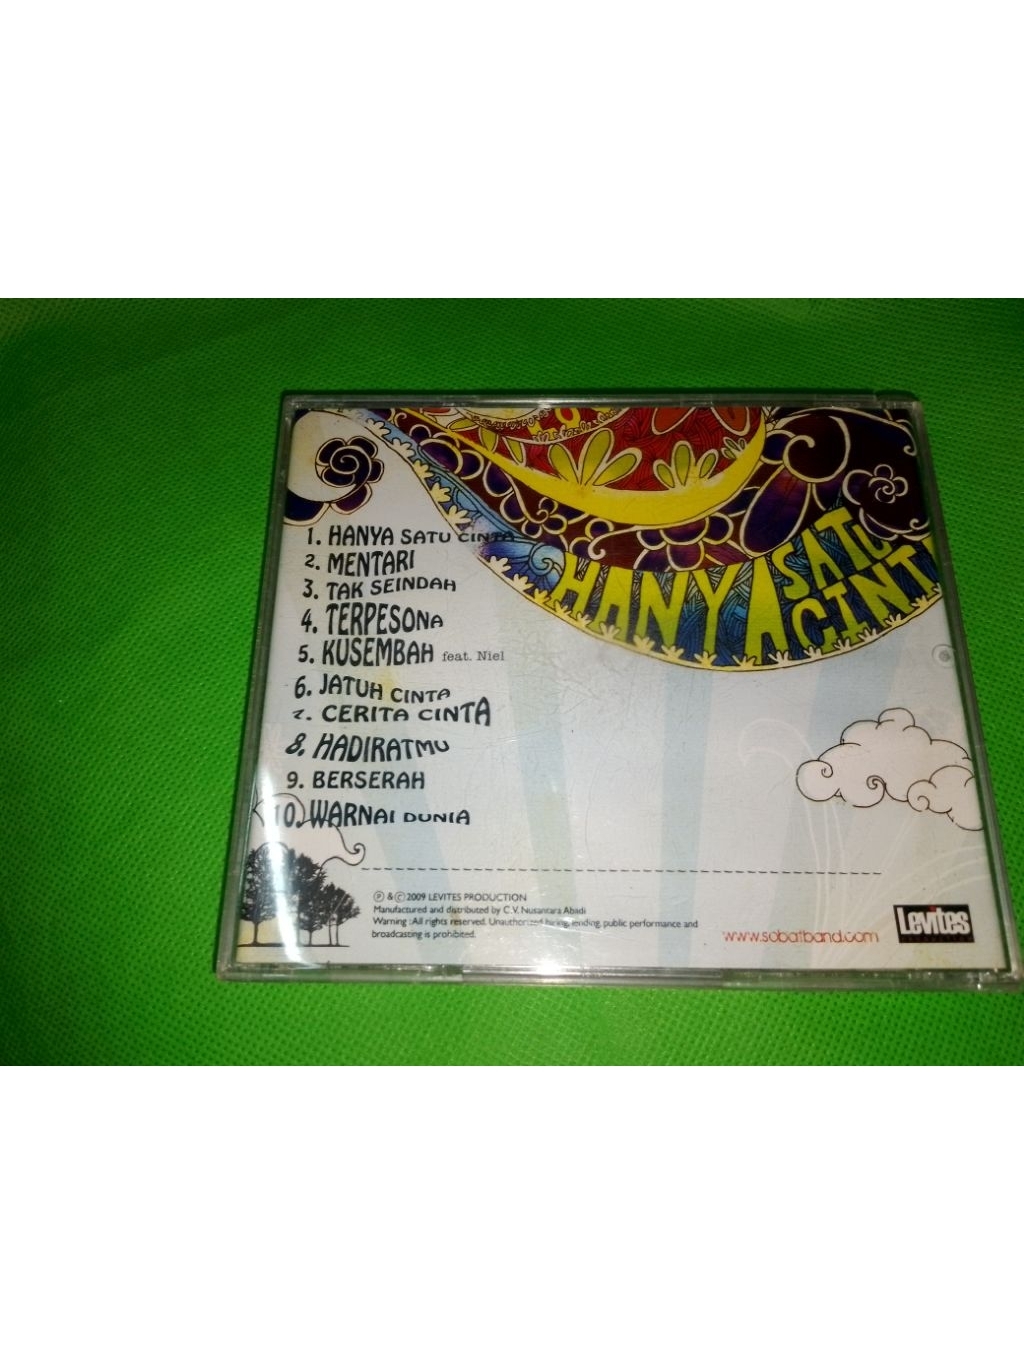 HANYA SATU CINT
1. HANYA SATU CINTA
2. MENTARI
3. TAK SEINDAH
4. TERPESONA
5. KUSEMBAH feat. Niel
6. JATUH CINTA
7. CERITA CINTA
8. HADIRATMU
9. BERSERAH
10. WARNAI DUNIA
℗ & © 2009 LEVITES PRODUCTION
Manufactured and distributed by C.V. Nusantara Abadi
Warning : All rights reserved. Unauthorized hiring, lending, public performance and
broadcasting is prohibited.
www.sobatband.com
Levites